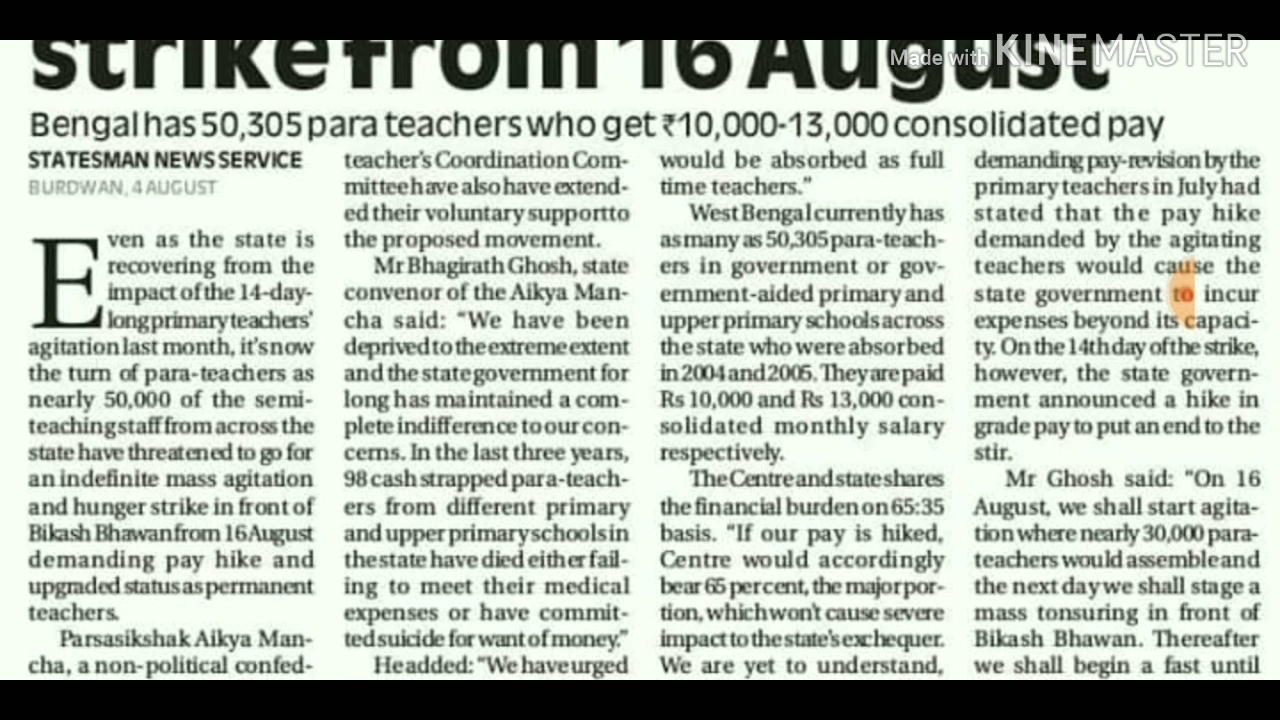 strike from 16 August
Made with KINEMASTER
Bengal has 50,305 para teachers who get ₹10,000-13,000 consolidated pay
STATESMAN NEWS SERVICE
BURDWAN, 4 AUGUST
Even as the state is
recovering from the
impact of the 14-day-
long primary teachers'
agitation last month, it's now
the turn of para-teachers as
nearly 50,000 of the semi-
teaching staff from across the
state have threatened to go for
an indefinite mass agitation
and hunger strike in front of
Bikash Bhawan from 16 August
demanding pay hike and
upgraded status as permanent
teachers.
Parsasikshak Aikya Man-
cha, a non-political confed-
teacher's Coordination Com-
mittee have also have extend-
ed their voluntary support to
the proposed movement.
Mr Bhagirath Ghosh, state
convenor of the Aikya Man-
cha said: "We have been
deprived to the extreme extent
and the state government for
long has maintained a com-
plete indifference to our con-
cerns. In the last three years,
98 cash strapped para-teach-
ers from different primary
and upper primary schools in
the state have died either fail-
ing to meet their medical
expenses or have commit-
ted suicide for want of money."
He added: "We have urged
would be absorbed as full
time teachers."
West Bengal currently has
as many as 50,305 para-teach-
ers in government or gov-
ernment-aided primary and
upper primary schools across
the state who were absorbed
in 2004 and 2005. They are paid
Rs 10,000 and Rs 13,000 con-
solidated monthly salary
respectively.
The Centre and state shares
the financial burden on 65:35
basis. "If our pay is hiked,
Centre would accordingly
bear 65 per cent, the major por-
tion, which won't cause severe
impact to the state's exchequer.
We are yet to understand,
demanding pay-revision by the
primary teachers in July had
stated that the pay hike
demanded by the agitating
teachers would cause the
state government to incur
expenses beyond its capaci-
ty. On the 14th day of the strike,
however, the state govern-
ment announced a hike in
grade pay to put an end to the
stir.
Mr Ghosh said: "On 16
August, we shall start agita-
tion where nearly 30,000 para-
teachers would assemble and
the next day we shall stage a
mass tonsuring in front of
Bikash Bhawan. Thereafter
we shall begin a fast until